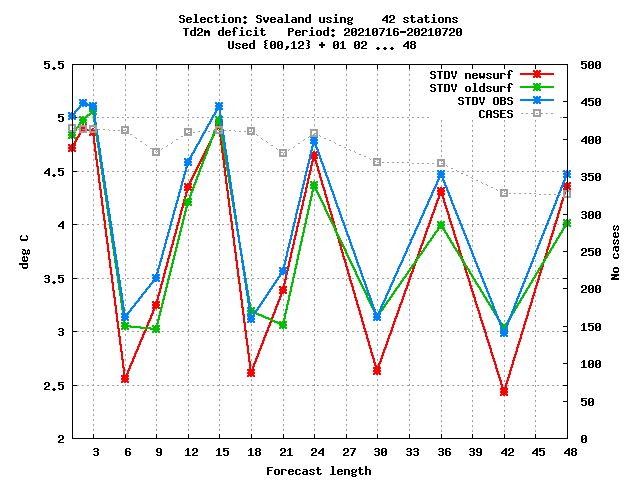 Selection: Svealand using    42 stations
Td2m deficit   Period: 20210716-20210720
Used {00,12} + 01 02 ... 48
5.5
5
4.5
4
3.5
3
2.5
2
deg C
STDV newsurf
STDV oldsurf
STDV OBS
CASES
500
450
400
350
300
250
200
150
100
50
0
No cases
3 6 9 12 15 18 21 24 27 30 33 36 39 42 45 48
Forecast length